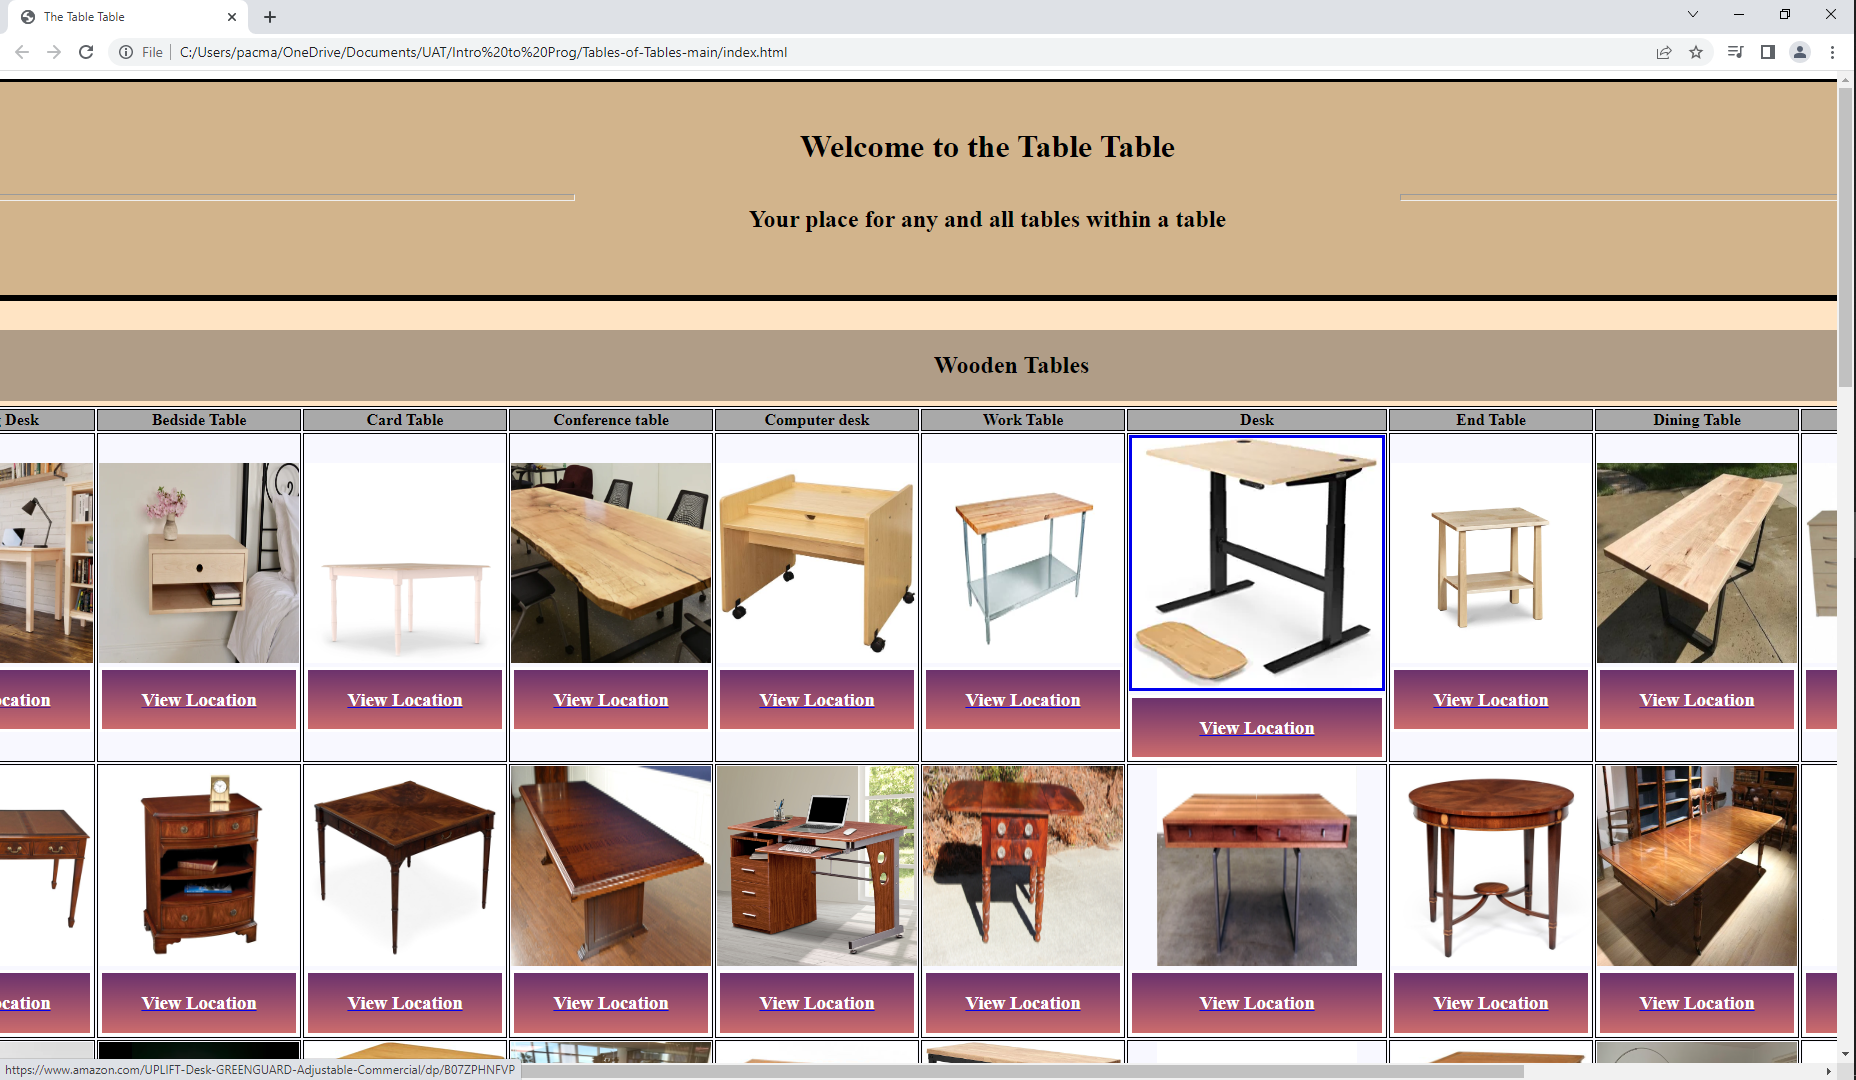 The Table Table
File
C:/Users/pacma/OneDrive/Documents/UAT/Intro%20to%20Prog/Tables-of-Tables-main/index.html
Welcome to the Table Table
Your place for any and all tables within a table
Wooden Tables
Desk Bedside Table Card Table Conference table Computer desk Work Table Desk End Table Dining Table
ocation View Location View Location View Location View Location View Location View Location View Location
View Location
cation View Location View Location View Location View Location View Location View Location View Location View Location
https://www.amazon.com/UPLIFT-Desk-GREENGUARD-Adjustable-Commercial/dp/B07ZPHNFVP